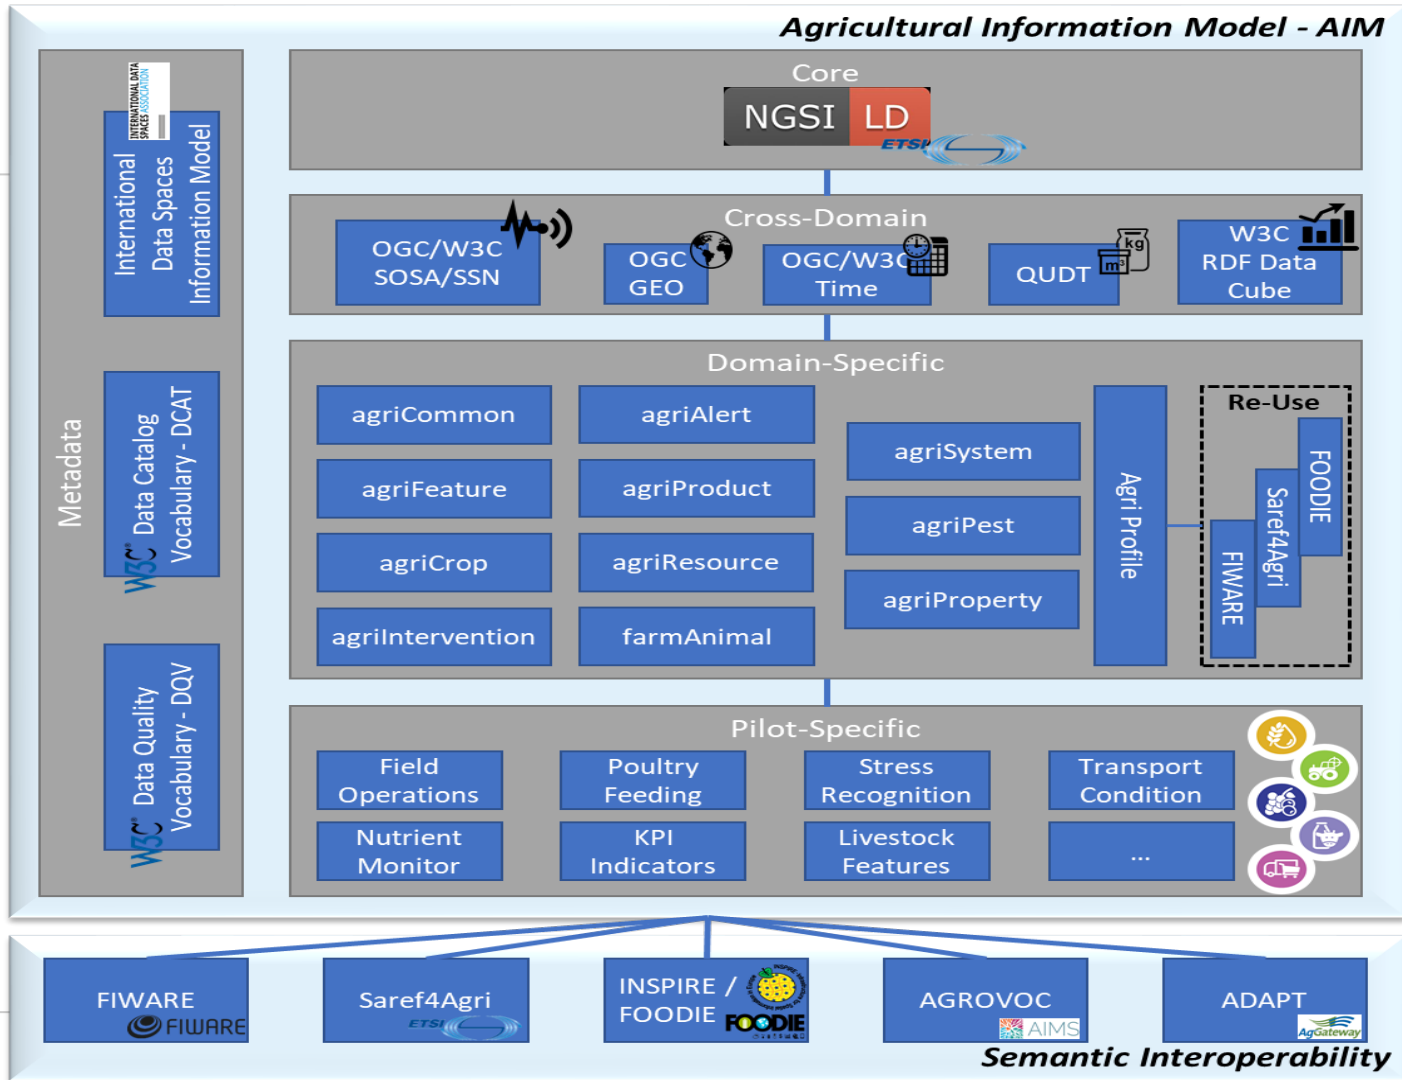 Agricultural Information Model - AIM
Metadata
INTERNATIONAL DATA
SPACES ASSOCIATION
International
Data Spaces
Information Model
W3C®
Data Catalog
Vocabulary - DCAT
W3C®
Data Quality
Vocabulary - DQV
Core
NGSI LD
ETSI
Cross-Domain
OGC/W3C
SOSA/SSN
OGC
GEO
OGC/W3C
Time
QUDT
kg
m³
W3C
RDF Data
Cube
Domain-Specific
agriCommon
agriFeature
agriCrop
agriIntervention
agriAlert
agriProduct
agriResource
farmAnimal
agriSystem
agriPest
agriProperty
Agri Profile
Re-Use
FIWARE
Saref4Agri
FOODIE
Pilot-Specific
Field
Operations
Poultry
Feeding
Stress
Recognition
Transport
Condition
Nutrient
Monitor
KPI
Indicators
Livestock
Features
...
FIWARE
FIWARE
Saref4Agri
ETSI
INSPIRE /
FOODIE
FOODIE
AGROVOC
AIMS
ADAPT
AgGateway
Semantic Interoperability